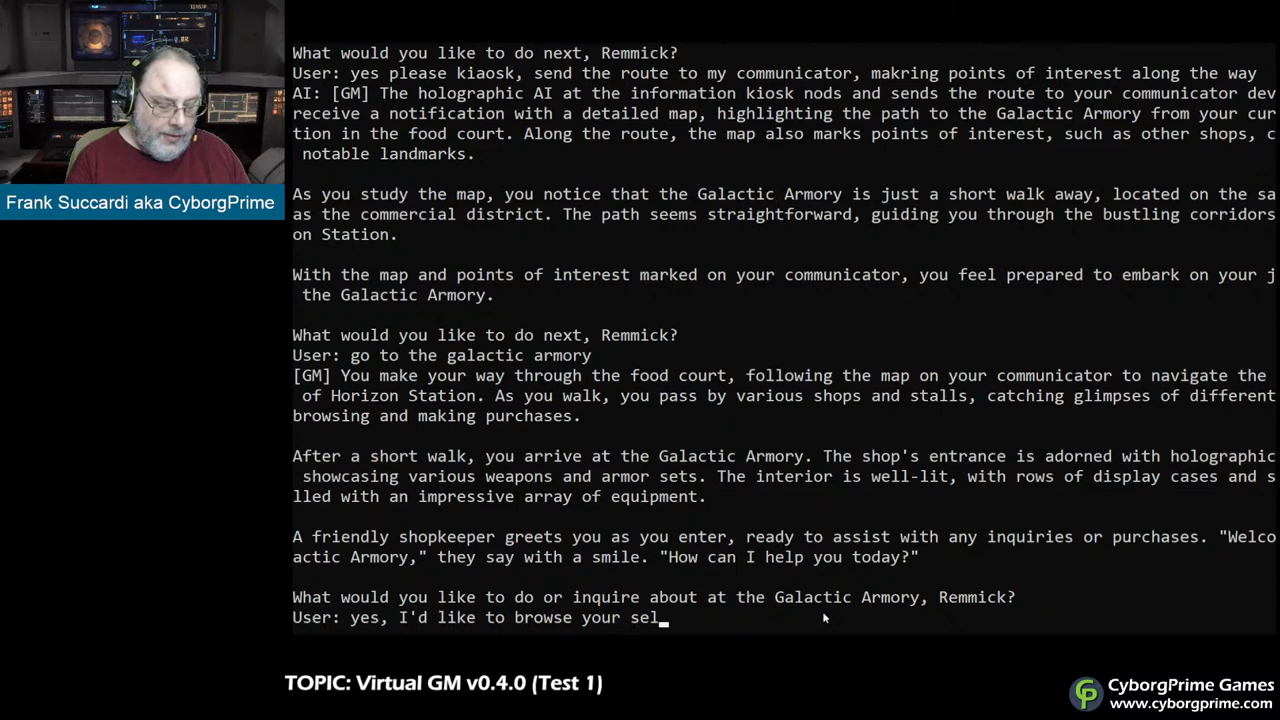 What would you like to do next, Remmick?
User: yes please kiaosk, send the route to my communicator, makring points of interest along the way
AI: [GM] The holographic AI at the information kiosk nods and sends the route to your communicator dev
receive a notification with a detailed map, highlighting the path to the Galactic Armory from your cur
tion in the food court. Along the route, the map also marks points of interest, such as other shops, c
notable landmarks.
As you study the map, you notice that the Galactic Armory is just a short walk away, located on the sa
as the commercial district. The path seems straightforward, guiding you through the bustling corridors
on Station.
With the map and points of interest marked on your communicator, you feel prepared to embark on your j
the Galactic Armory.
What would you like to do next, Remmick?
User: go to the galactic armory
[GM] You make your way through the food court, following the map on your communicator to navigate the
of Horizon Station. As you walk, you pass by various shops and stalls, catching glimpses of different
browsing and making purchases.
After a short walk, you arrive at the Galactic Armory. The shop's entrance is adorned with holographic
showcasing various weapons and armor sets. The interior is well-lit, with rows of display cases and s
lled with an impressive array of equipment.
A friendly shopkeeper greets you as you enter, ready to assist with any inquiries or purchases. "Welco
actic Armory," they say with a smile. "How can I help you today?"
What would you like to do or inquire about at the Galactic Armory, Remmick?
User: yes, I'd like to browse your sel_
Frank Succardi aka CyborgPrime
TOPIC: Virtual GM v0.4.0 (Test 1)
CyborgPrime Games
www.cyborgprime.com